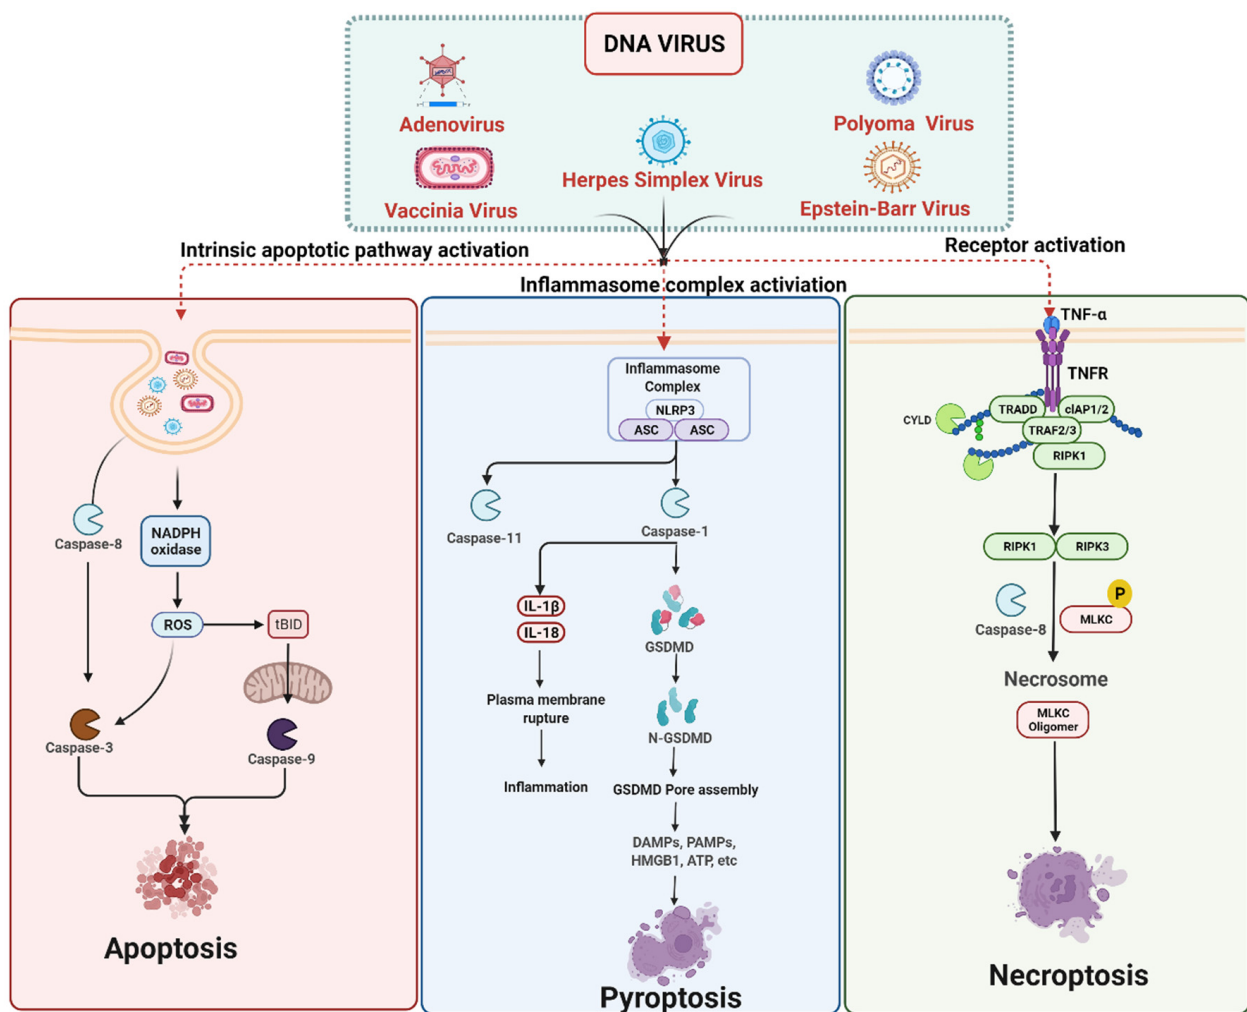 DNA VIRUS
Adenovirus
Polyoma Virus
Herpes Simplex Virus
Vaccinia Virus
Epstein-Barr Virus
Intrinsic apoptotic pathway activation
Receptor activation
Inflammasome complex activiation
NADPH
oxidase
Caspase-8
ROS
tBID
Caspase-3
Caspase-9
Apoptosis
Inflammasome
Complex
NLRP3
ASC
ASC
Caspase-11
Caspase-1
IL-1β
IL-18
GSDMD
Plasma membrane
rupture
N-GSDMD
Inflammation
GSDMD Pore assembly
DAMPs, PAMPs,
HMGB1, ATP, etc
Pyroptosis
TNF-α
TNFR
CYLD
TRADD
cIAP1/2
TRAF2/3
RIPK1
RIPK1
RIPK3
P
Caspase-8
MLKC
Necrosome
MLKC
Oligomer
Necroptosis